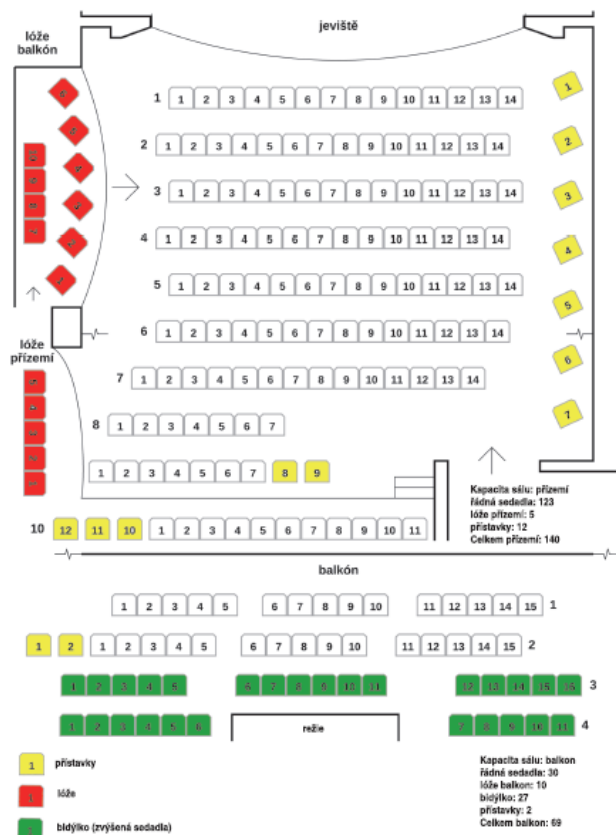 jeviště
lóže
balkón
1 1 2 3 4 5 6 7 8 9 10 11 12 13 14
2 1 2 3 4 5 6 7 8 9 10 11 12 13 14
3 1 2 3 4 5 6 7 8 9 10 11 12 13 14
4 1 2 3 4 5 6 7 8 9 10 11 12 13 14
5 1 2 3 4 5 6 7 8 9 10 11 12 13 14
6 1 2 3 4 5 6 7 8 9 10 11 12 13 14
7 1 2 3 4 5 6 7 8 9 10 11 12 13 14
8 1 2 3 4 5 6 7
1 2 3 4 5 6 7 8 9
10 12 11 10 1 2 3 4 5 6 7 8 9 10 11
1
2
3
4
5
6
7
lóže
přízemí
Kapacita sálu: přízemí
řádná sedadla: 123
lóže přízemí: 5
přístavky: 12
Celkem přízemí: 140
balkón
1 2 3 4 5 6 7 8 9 10 11 12 13 14 15 1
1 2 1 2 3 4 5 6 7 8 9 10 11 12 13 14 15 2
1 2 3 4 5 6 7 8 9 10 11 12 13 14 15 16 3
1 2 3 4 5 6 režie 7 8 9 10 11 4
1 přístavky
lóže
bidýlko (zvýšená sedadla)
Kapacita sálu: balkon
řádná sedadla: 30
lóže balkon: 10
bidýlko: 27
přístavky: 2
Celkem balkon: 69